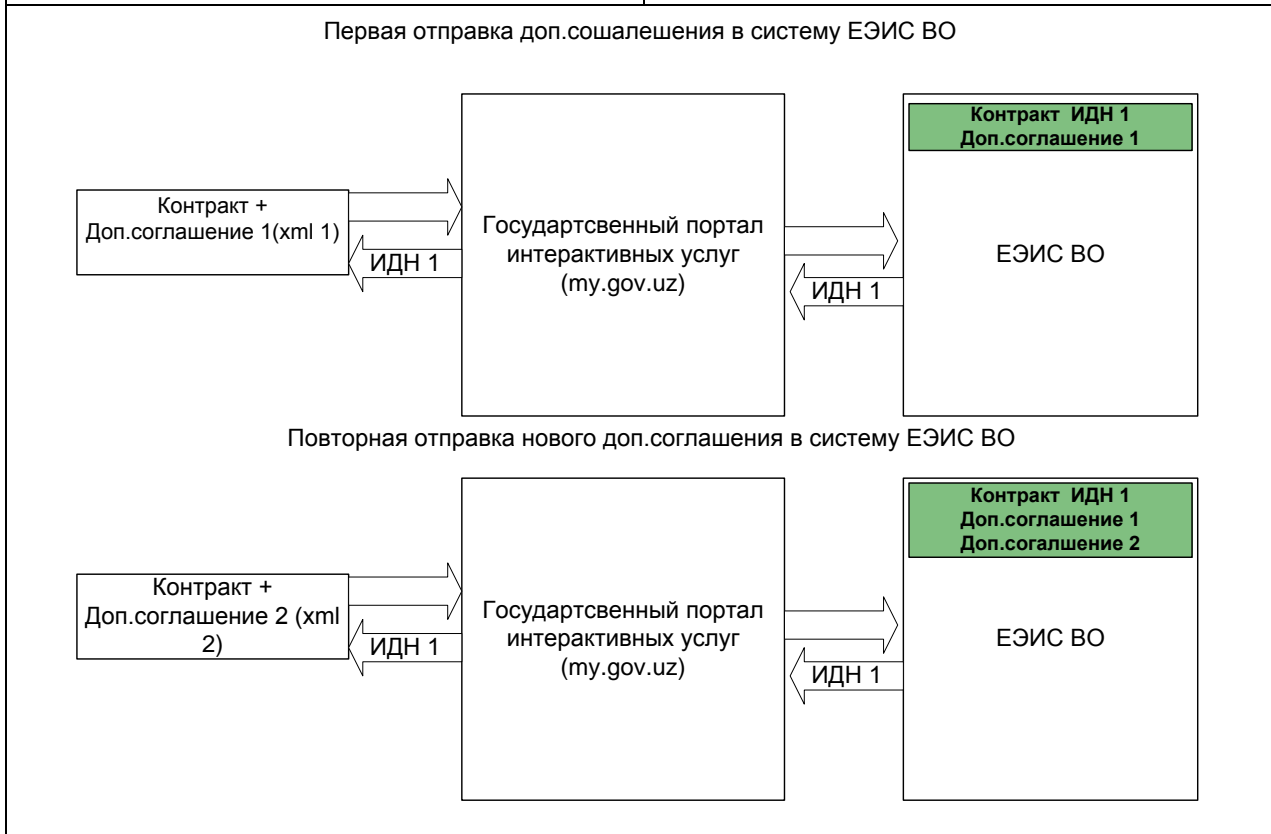 Первая отправка доп.сошалешения в систему ЕЭИС ВО
Контракт ИДН 1
Доп.соглашение 1
Контракт +
Доп.соглашение 1(xml 1)
ИДН 1
Государтсвенный портал
интерактивных услуг
(my.gov.uz)
ИДН 1
ЕЭИС ВО
Повторная отправка нового доп.соглашения в систему ЕЭИС ВО
Контракт ИДН 1
Доп.соглашение 1
Доп.согалшение 2
Контракт +
Доп.соглашение 2 (xml
2)
ИДН 1
Государтсвенный портал
интерактивных услуг
(my.gov.uz)
ИДН 1
ЕЭИС ВО